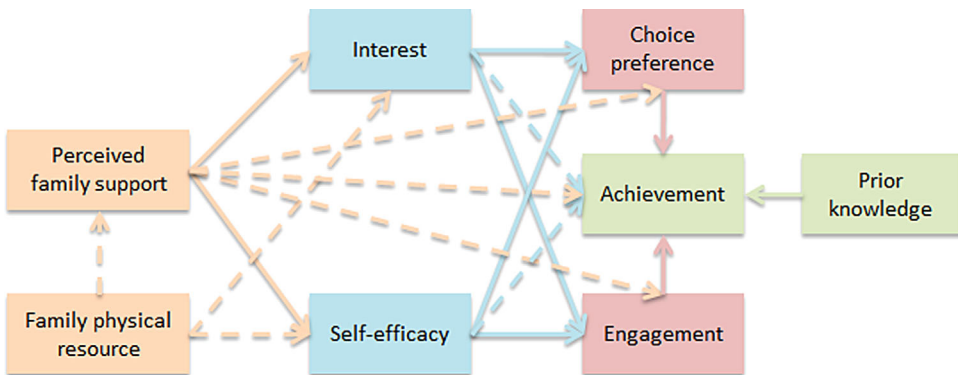 Interest
Choice
preference
Perceived
family support
Achievement
Prior
knowledge
Family physical
resource
Self-efficacy
Engagement